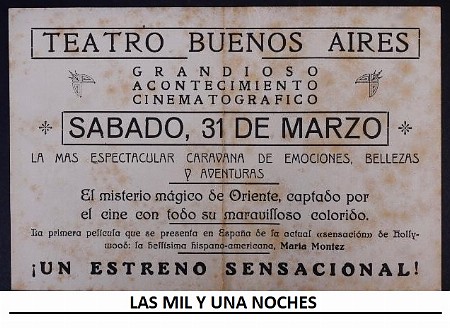 TEATRO BUENOS AIRES
GRANDIOSO
ACONTECIMIENTO
CINEMATOGRAFICO
SABADO, 31 DE MARZO
LA MAS ESPECTACULAR CARAVANA DE EMOCIONES, BELLEZAS
Y AVENTURAS
El misterio mágico de Oriente, captado por
el cine con todo su maravilloso colorido.
La primera película que se presenta en España de la actual «sensación» de Holly-
wood: la bellísima hispano-americana, Maria Montez
¡UN ESTRENO SENSACIONAL!
LAS MIL Y UNA NOCHES